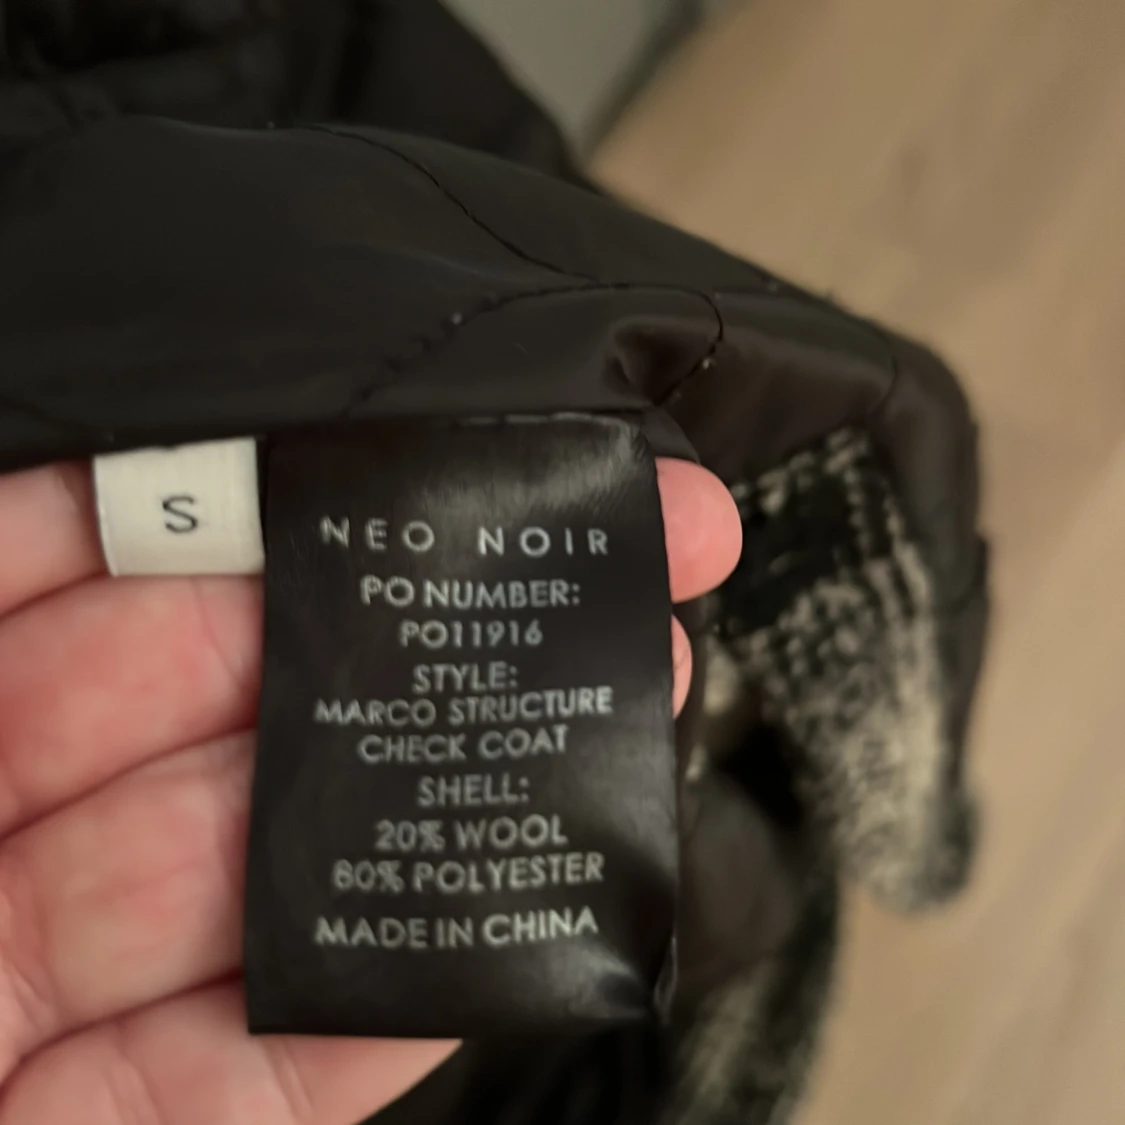 S
NEO NOIR
PO NUMBER:
PO11916
STYLE:
MARCO STRUCTURE
CHECK COAT
SHELL:
20% WOOL
80% POLYESTER
MADE IN CHINA